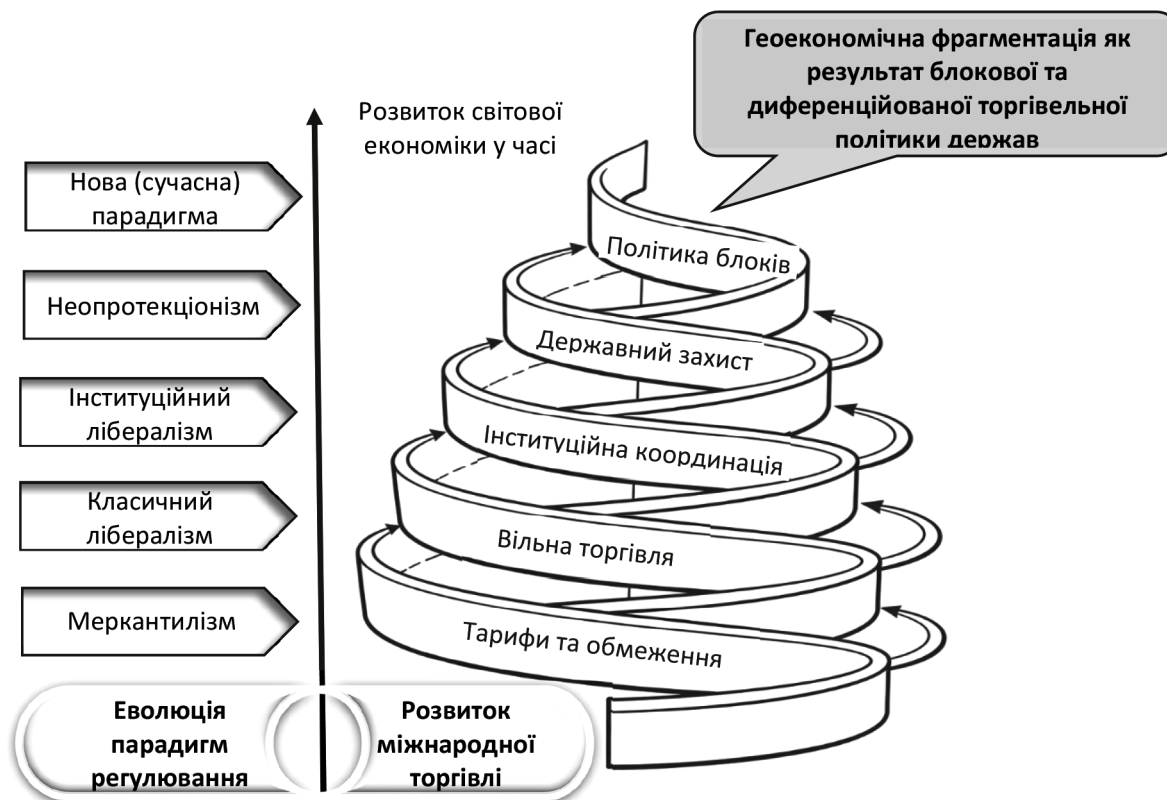 Геоекономічна фрагментація як
результат блокової та
диференційованої торгівельної
політики держав
Розвиток світової
економіки у часі
Нова (сучасна)
парадигма
Неопротекціонізм
Інституційний
лібералізм
Класичний
лібералізм
Меркантилізм
Політика блоків
Державний захист
Інституційна координація
Вільна торгівля
Тарифи та обмеження
Еволюція
парадигм
регулювання
Розвиток
міжнародної
торгівлі